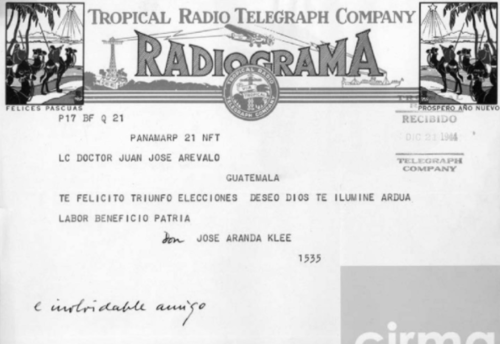 TROPICAL RADIO TELEGRAPH COMPANY
RADIOGRAMA
FELICES PASCUAS
PROSPERO AÑO NUEVO
P17 BF Q 21
RECIBIDO
PANAMARP 21 NFT
1944
LC DOCTOR JUAN JOSE AREVALO
TELEGRAPH
COMPANY
GUATEMALA
TE FELICITO TRIUNFO ELECCIONES DESEO DIOS TE ILUMINE ARDUA
LABOR BENEFICIO PATRIA
Don JOSE ARANDA KLEE
1535
e inolvidable amigo
cirma